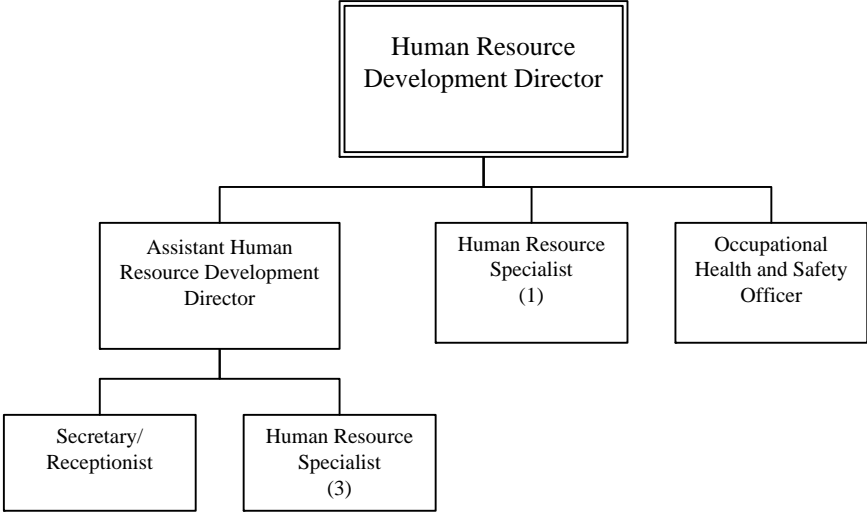 Human Resource
Development Director
Assistant Human
Resource Development
Director
Human Resource
Specialist
(1)
Occupational
Health and Safety
Officer
Secretary/
Receptionist
Human Resource
Specialist
(3)